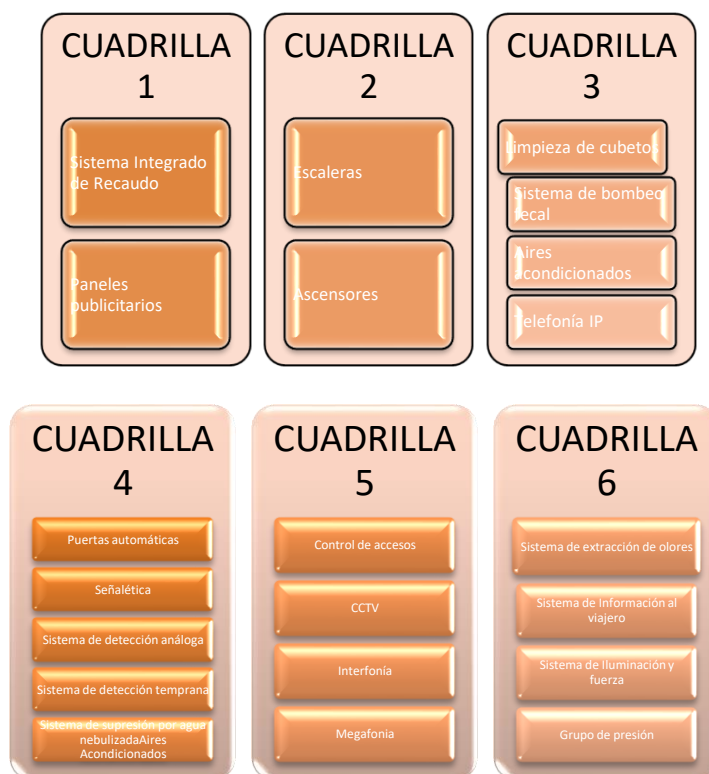 CUADRILLA
1
Sistema Integrado
de Recaudo
Paneles
publicitarios
CUADRILLA
2
Escaleras
Ascensores
CUADRILLA
3
Limpieza de cubetos
Sistema de bombeo
fecal
Aires
acondicionados
Telefonía IP
CUADRILLA
4
Puertas automáticas
Señalética
Sistema de detección análoga
Sistema de detección temprana
Sistema de supresión por agua
nebulizadaAires
Acondicionados
CUADRILLA
5
Control de accesos
CCTV
Interfonía
Megafonia
CUADRILLA
6
Sistema de extracción de olores
Sistema de Información al
viajero
Sistema de Iluminación y
fuerza
Grupo de presión